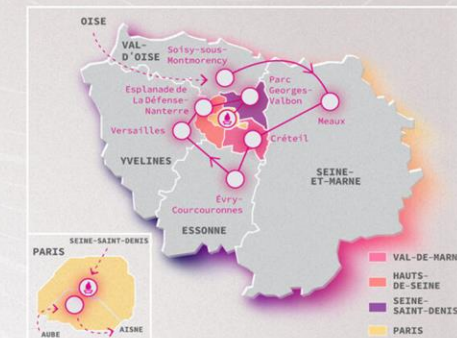 OISE
VAL-
D'OISE
Soisy-sous-
Montmorency
Esplanade de
La Défense-
Nanterre
Parc
Georges-
Valbon
Versailles
Meaux
Créteil
YVELINES
SEINE-
ET-MARNE
Évry-
Courcouronnes
ESSONNE
PARIS
SEINE-SAINT-DENIS
AUBE
AISNE
VAL-DE-MARN
HAUTS-
DE-SEINE
SEINE-
SAINT-DENIS
PARIS